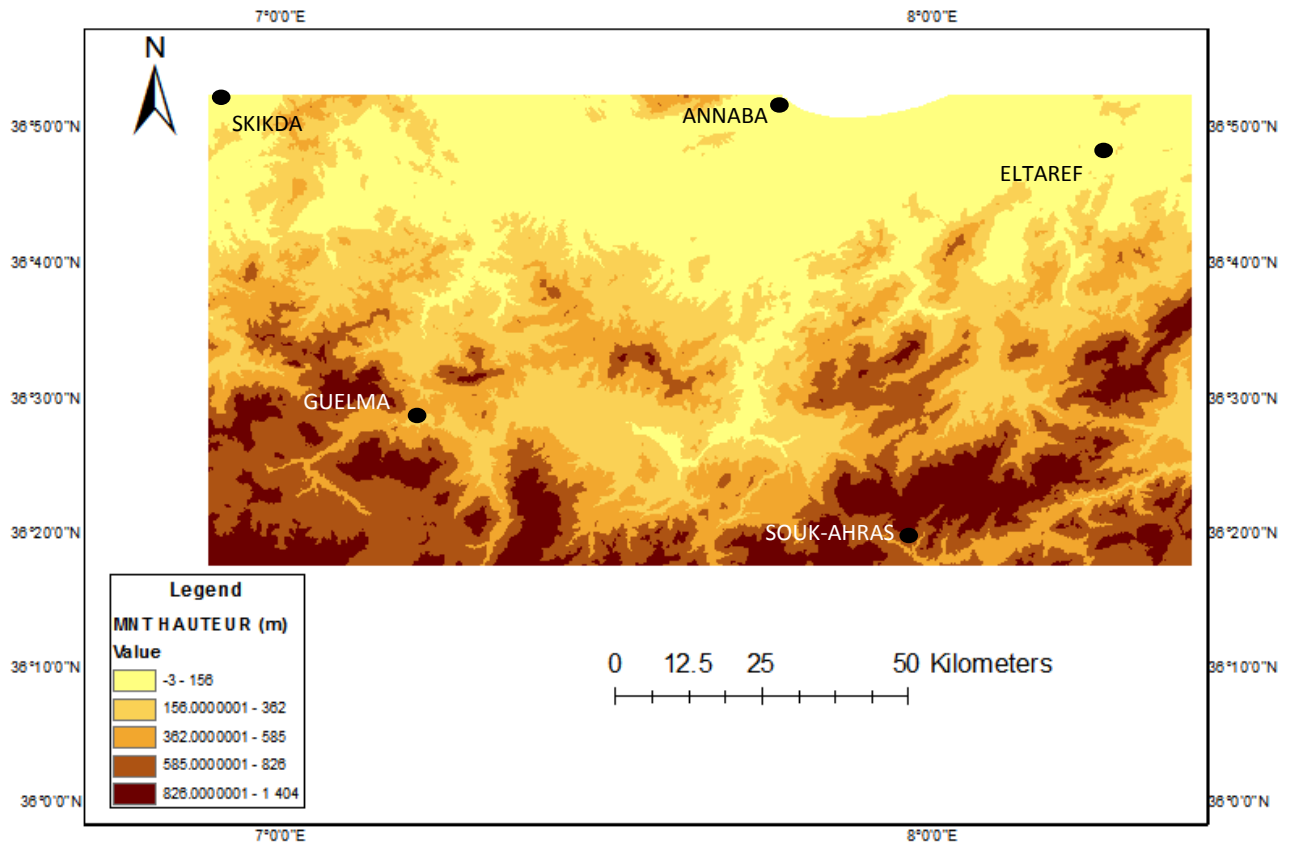 7°0'0"E 8°0'0"E
N
SKIKDA
ANNABA
36°50'0"N 36°50'0"N
ELTAREF
36°40'0"N 36°40'0"N
GUELMA
36°30'0"N 36°30'0"N
SOUK-AHRAS
36°20'0"N 36°20'0"N
Legend
MNT HAUTEUR (m)
Value
-3 - 156
156.0000001 - 362
362.0000001 - 585
585.0000001 - 826
826.0000001 - 1 404
0 12.5 25 50 Kilometers
36°10'0"N 36°10'0"N
36°0'0"N 36°0'0"N
7°0'0"E 8°0'0"E